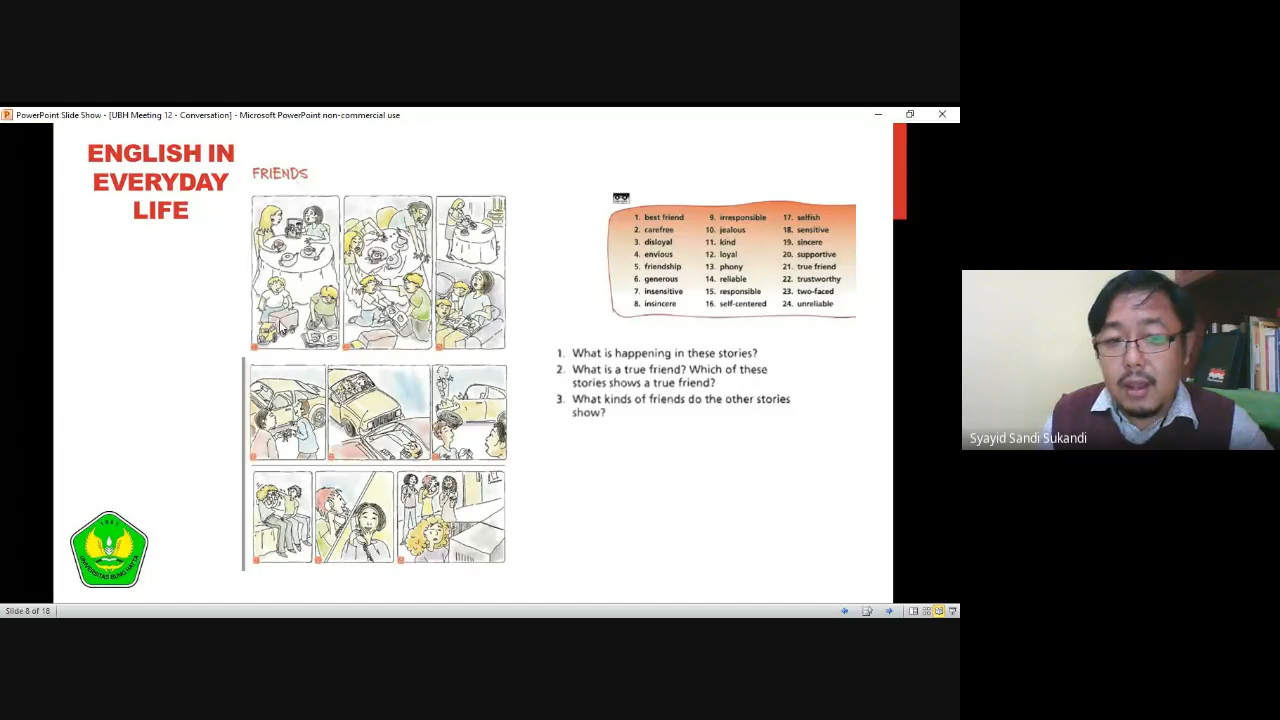 PowerPoint Slide Show - [UBH Meeting 12 - Conversation] - Microsoft PowerPoint non-commercial use
ENGLISH IN
EVERYDAY
LIFE
FRIENDS
1. best friend
2. carefree
3. disloyal
4. envious
5. friendship
6. generous
7. insensitive
8. insincere
9. irresponsible
10. jealous
11. kind
12. loyal
13. phony
14. reliable
15. responsible
16. self-centered
17. selfish
18. sensitive
19. sincere
20. supportive
21. true friend
22. trustworthy
23. two-faced
24. unreliable
1. What is happening in these stories?
2. What is a true friend? Which of these
stories shows a true friend?
3. What kinds of friends do the other stories
show?
UNIVERSITAS BUNG HATTA
Slide 8 of 18
Syayid Sandi Sukandi